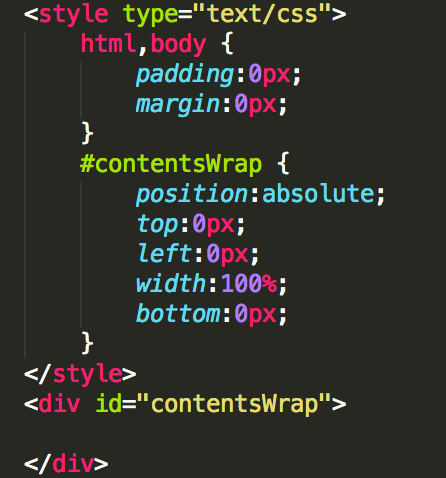 <style type="text/css">
html,body {
padding:0px;
margin:0px;
}
#contentsWrap {
position:absolute;
top:0px;
left:0px;
width:100%;
bottom:0px;
}
</style>
<div id="contentsWrap">
</div>